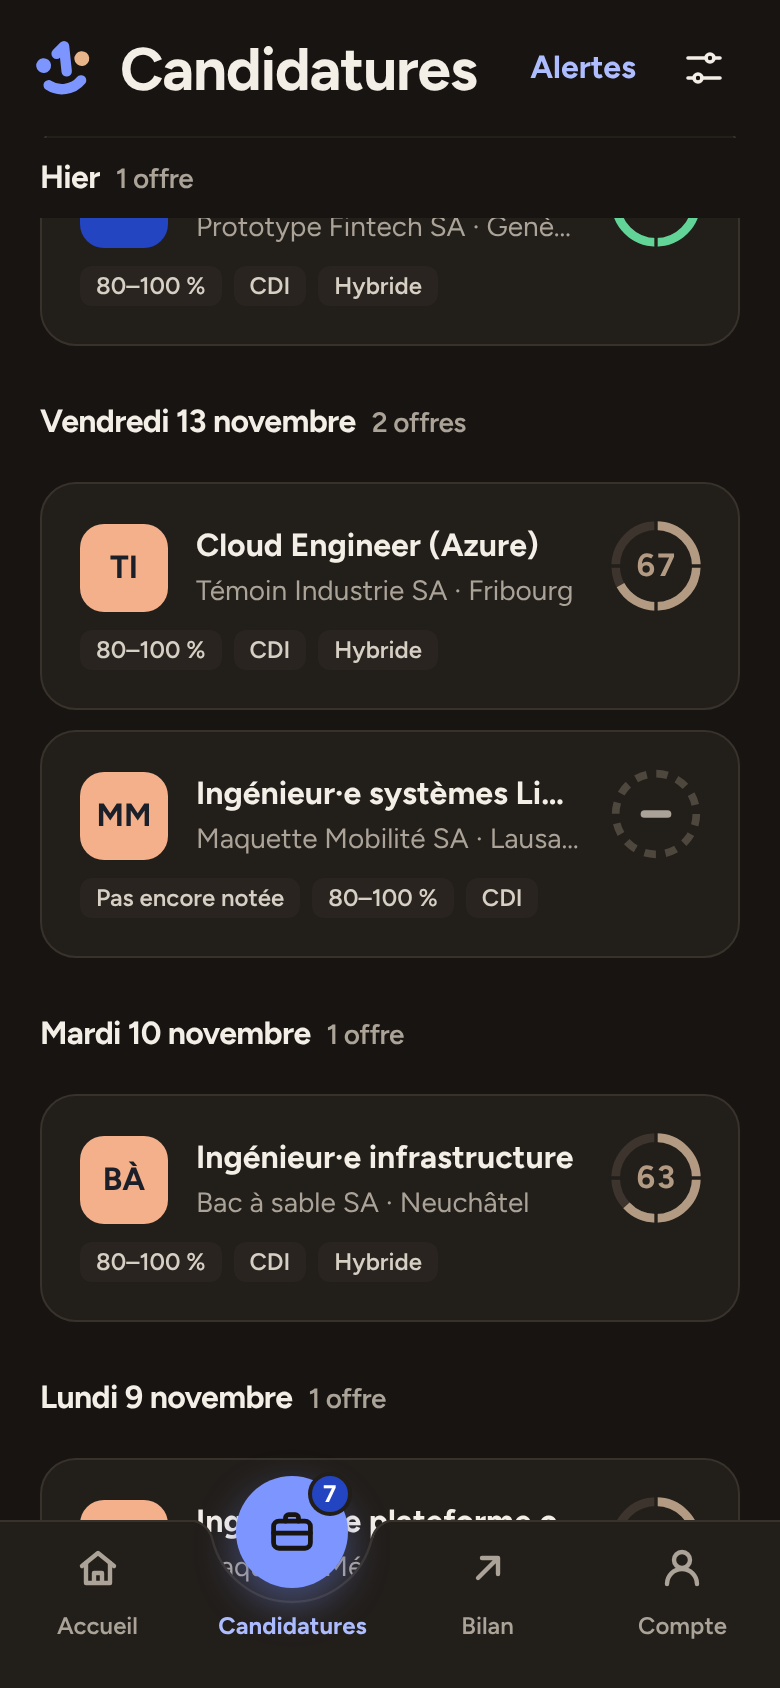 Candidatures
Alertes
Hier 1 offre
Prototype Fintech SA · Genè...
80–100 % CDI Hybride
Vendredi 13 novembre 2 offres
TI
Cloud Engineer (Azure)
67
Témoin Industrie SA · Fribourg
80–100 % CDI Hybride
MM
Ingénieur·e systèmes Li...
Maquette Mobilité SA · Lausa...
Pas encore notée 80–100 % CDI
Mardi 10 novembre 1 offre
BÀ
Ingénieur·e infrastructure
63
Bac à sable SA · Neuchâtel
80–100 % CDI Hybride
Lundi 9 novembre 1 offre
7
Accueil
Candidatures
Bilan
Compte